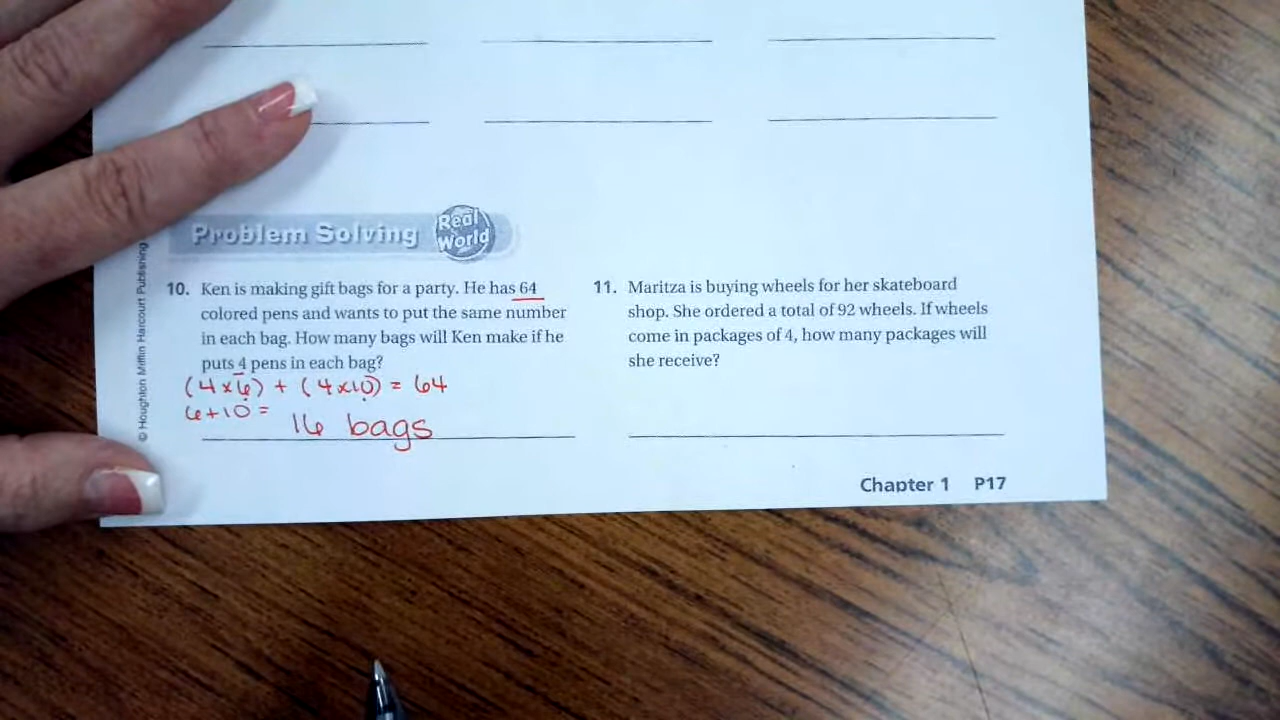 Problem Solving Real World
10. Ken is making gift bags for a party. He has 64
colored pens and wants to put the same number
in each bag. How many bags will Ken make if he
puts 4 pens in each bag?
(4×6) + (4×10) = 64
6+10 =
16 bags
11. Maritza is buying wheels for her skateboard
shop. She ordered a total of 92 wheels. If wheels
come in packages of 4, how many packages will
she receive?
© Houghton Mifflin Harcourt Publishing
Chapter 1 P17